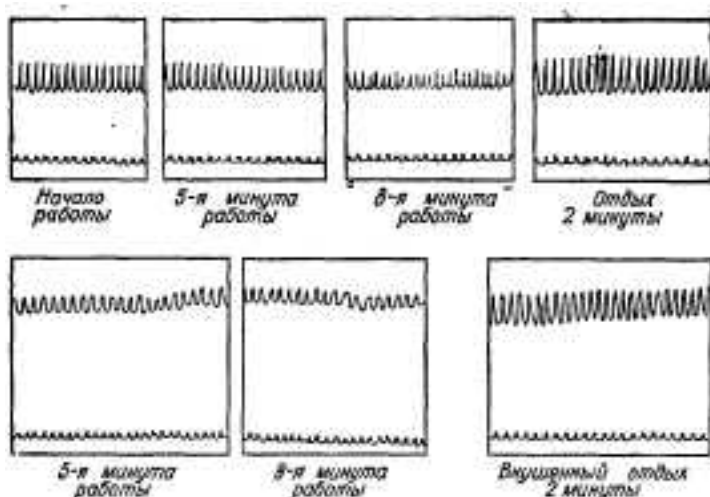 Начало
работы
5-я минута
работы
8-я минута
работы
Отдых
2 минуты
5-я минута
работы
9-я минута
работы
Внушенный отдых
2 минуты